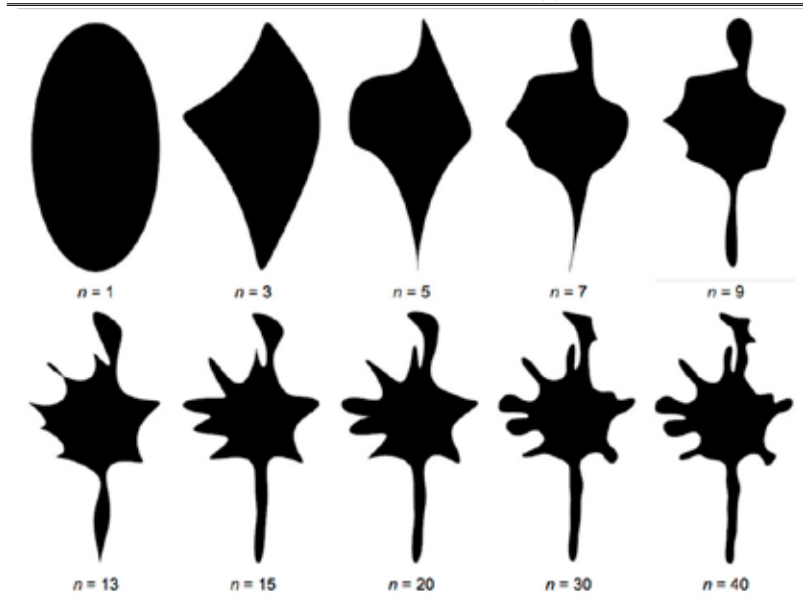 n = 1 n = 3 n = 5 n = 7 n = 9
n = 13 n = 15 n = 20 n = 30 n = 40